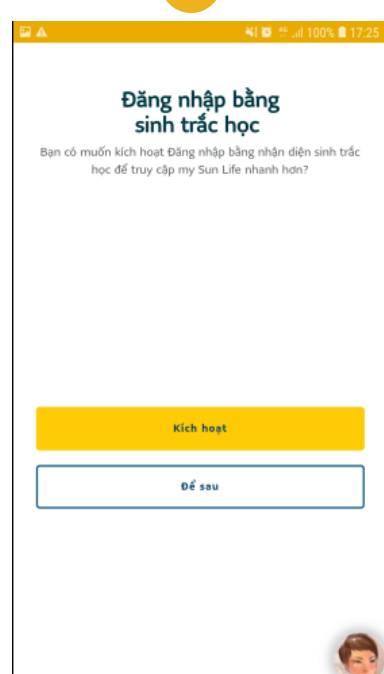 100% 17:25
Đăng nhập bằng
sinh trắc học
Bạn có muốn kích hoạt Đăng nhập bằng nhận diện sinh trắc
học để truy cập my Sun Life nhanh hơn?
Kích hoạt
Để sau